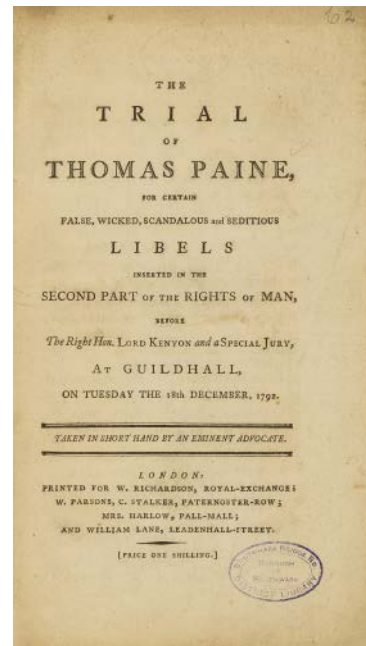 62
THE
TRIAL
OF
THOMAS PAINE,
FOR CERTAIN
FALSE, WICKED, SCANDALOUS and SEDITIOUS
LIBELS
INSERTED IN THE
SECOND PART OF THE RIGHTS OF MAN,
BEFORE
The Right Hon. LORD KENYON and a SPECIAL JURY,
AT GUILDHALL,
ON TUESDAY THE 18th DECEMBER, 1792.
TAKEN IN SHORT HAND BY AN EMINENT ADVOCATE.
LONDON:
PRINTED FOR W. RICHARDSON, ROYAL-EXCHANGE;
W. PARSONS, C. STALKER, PATERNOSTER-ROW;
MRS. HARLOW, PALL-MALL;
AND WILLIAM LANE, LEADENHALL-STREET.
[PRICE ONE SHILLING.]
LIBRARY